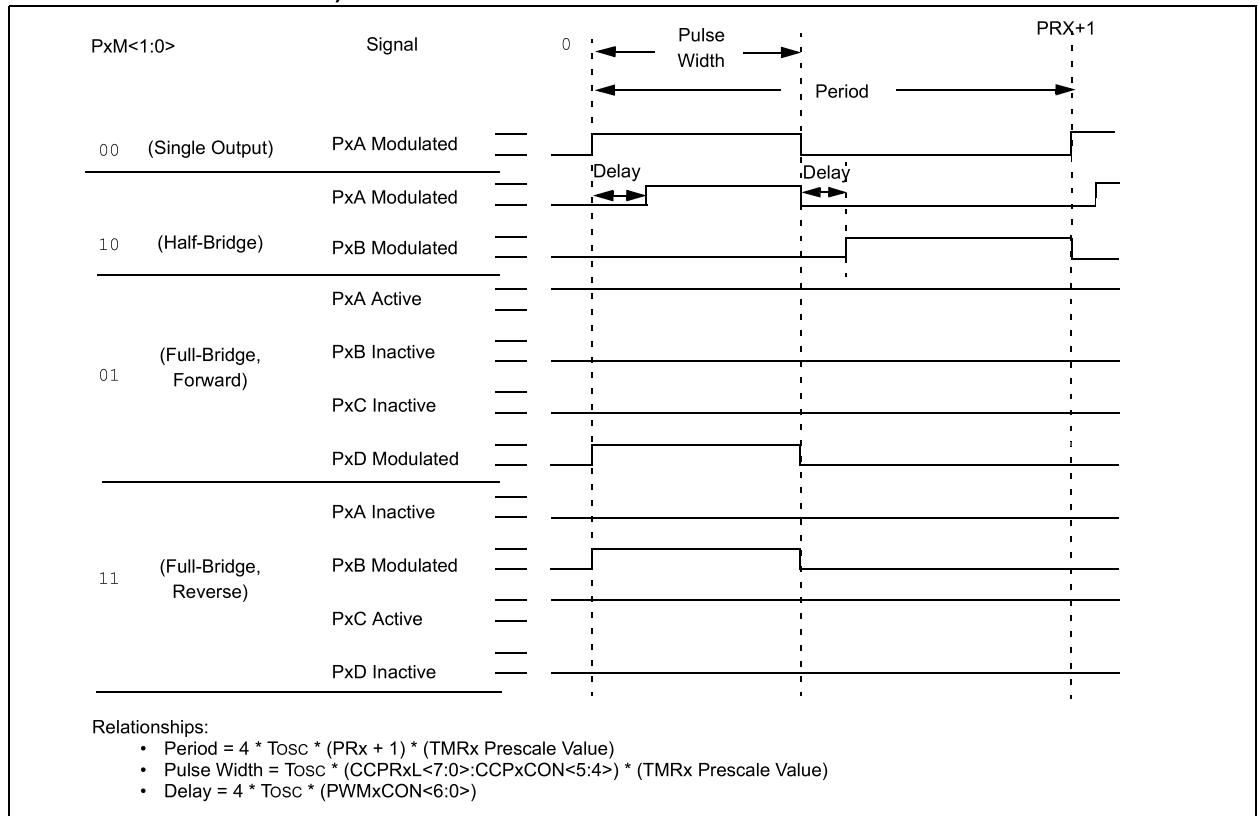 PxM<1:0> Signal 0 Pulse Width PRX+1
Period
00 (Single Output) PxA Modulated
Delay Delay
PxA Modulated
10 (Half-Bridge) PxB Modulated
PxA Active
01 (Full-Bridge, Forward) PxB Inactive
PxC Inactive
PxD Modulated
PxA Inactive
11 (Full-Bridge, Reverse) PxB Modulated
PxC Active
PxD Inactive
Relationships:
• Period = 4 * TOSC * (PRx + 1) * (TMRx Prescale Value)
• Pulse Width = TOSC * (CCPRxL<7:0>:CCPxCON<5:4>) * (TMRx Prescale Value)
• Delay = 4 * TOSC * (PWMxCON<6:0>)